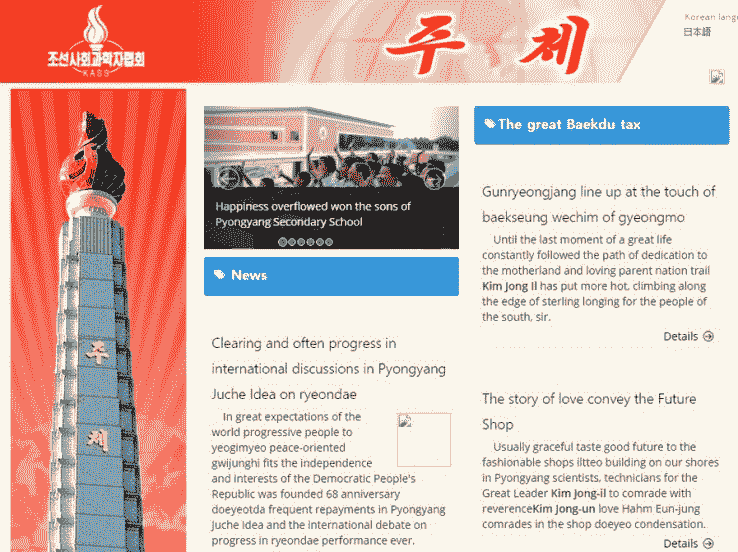 조선사회과학자협회
KASS
주체
Korean lang
日本語
주
체
Happiness overflowed won the sons of
Pyongyang Secondary School
News
Clearing and often progress in
international discussions in Pyongyang
Juche Idea on ryeondae
In great expectations of the
world progressive people to
yeogimyeo peace-oriented
gwijunghi fits the independence
and interests of the Democratic People's
Republic was founded 68 anniversary
doeyeotda frequent repayments in Pyongyang
Juche Idea and the international debate on
progress in ryeondae performance ever.
The great Baekdu tax
Gunryeongjang line up at the touch of
baekseung wechim of gyeongmo
Until the last moment of a great life
constantly followed the path of dedication to
the motherland and loving parent nation trail
Kim Jong Il has put more hot, climbing along
the edge of sterling longing for the people of
the south, sir.
Details
The story of love convey the Future
Shop
Usually graceful taste good future to the
fashionable shops iltteo building on our shores
in Pyongyang scientists, technicians for the
Great Leader Kim Jong-il to comrade with
reverenceKim Jong-un love Hahm Eun-jung
comrades in the shop doeyeo condensation.
Details